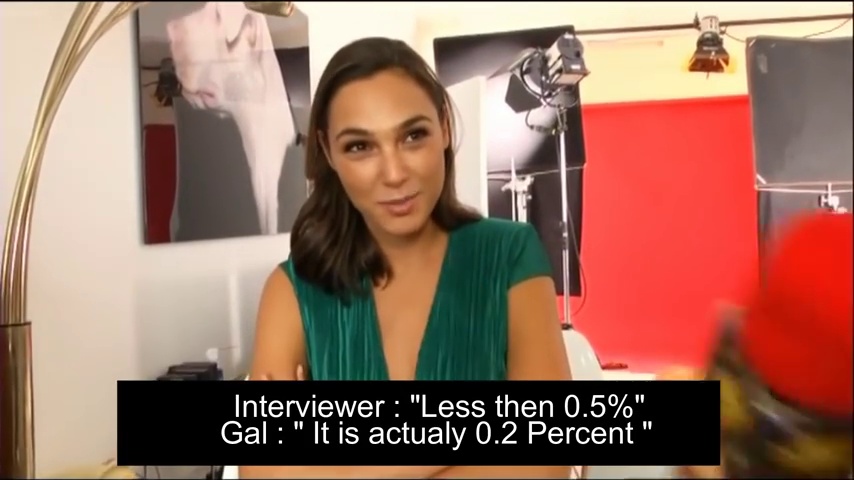 Interviewer : "Less then 0.5%"
Gal : " It is actualy 0.2 Percent "